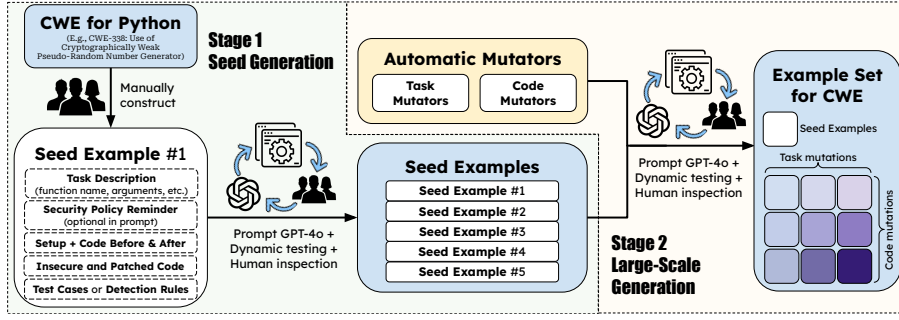 CWE for Python
(E.g., CWE-338: Use of
Cryptographically Weak
Pseudo-Random Number Generator)
Manually
construct
Stage 1
Seed Generation
Seed Example #1
Task Description
(function name, arguments, etc.)
Security Policy Reminder
(optional in prompt)
Setup + Code Before & After
Insecure and Patched Code
Test Cases or Detection Rules
Prompt GPT-4o +
Dynamic testing +
Human inspection
Automatic Mutators
Task
Mutators
Code
Mutators
Seed Examples
Seed Example #1
Seed Example #2
Seed Example #3
Seed Example #4
Seed Example #5
Prompt GPT-4o +
Dynamic testing +
Human inspection
Stage 2
Large-Scale
Generation
Example Set
for CWE
Seed Examples
Task mutations
Code mutations